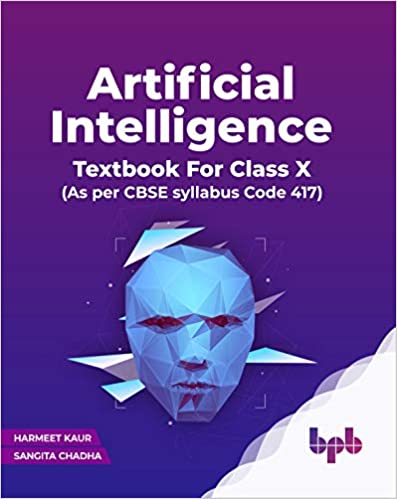 Artificial
Intelligence
Textbook For Class X
(As per CBSE syllabus Code 417)
HARMEET KAUR
SANGITA CHADHA
bpb